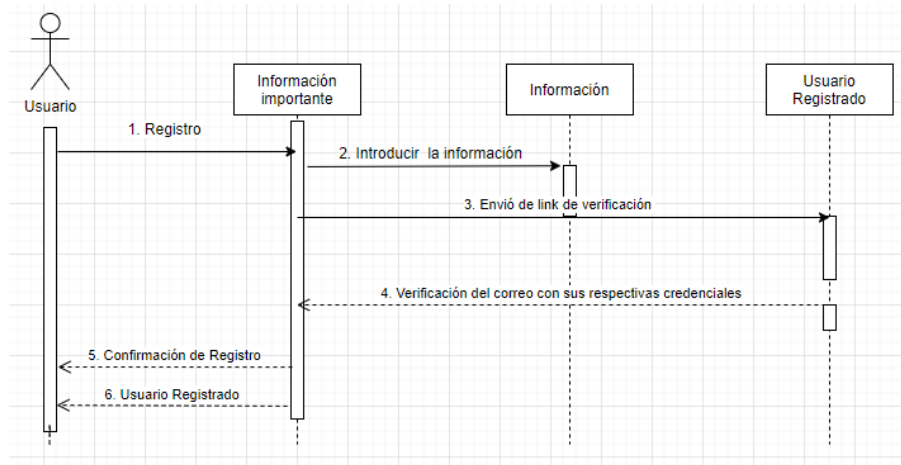 Usuario
Información
importante
Información
Usuario
Registrado
1. Registro
2. Introducir la información
3. Envió de link de verificación
4. Verificación del correo con sus respectivas credenciales
5. Confirmación de Registro
6. Usuario Registrado